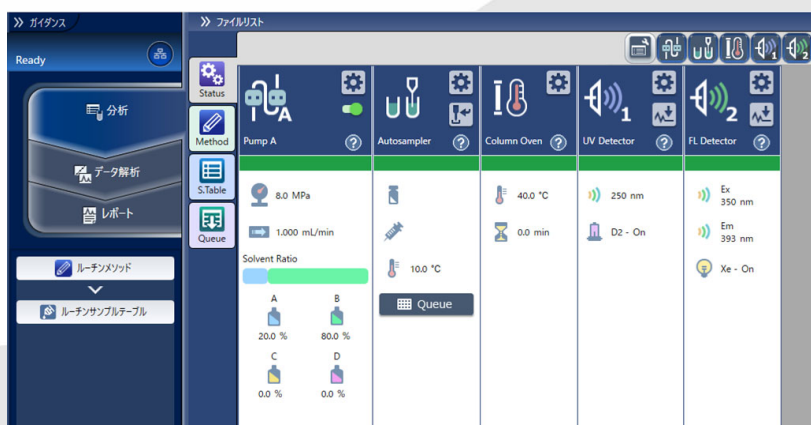 ガイダンス
ファイルリスト
Ready
1
2
分析
データ解析
レポート
ルーチンメソッド
ルーチンサンプルテーブル
Status
Method
S.Table
Queue
A
Pump A
?
8.0 MPa
1.000 mL/min
Solvent Ratio
A
B
20.0 %
80.0 %
C
D
0.0 %
0.0 %
Autosampler
?
10.0 °C
Queue
Column Oven
?
40.0 °C
0.0 min
1
UV Detector
?
250 nm
D2 - On
2
FL Detector
?
Ex
350 nm
Em
393 nm
Xe - On